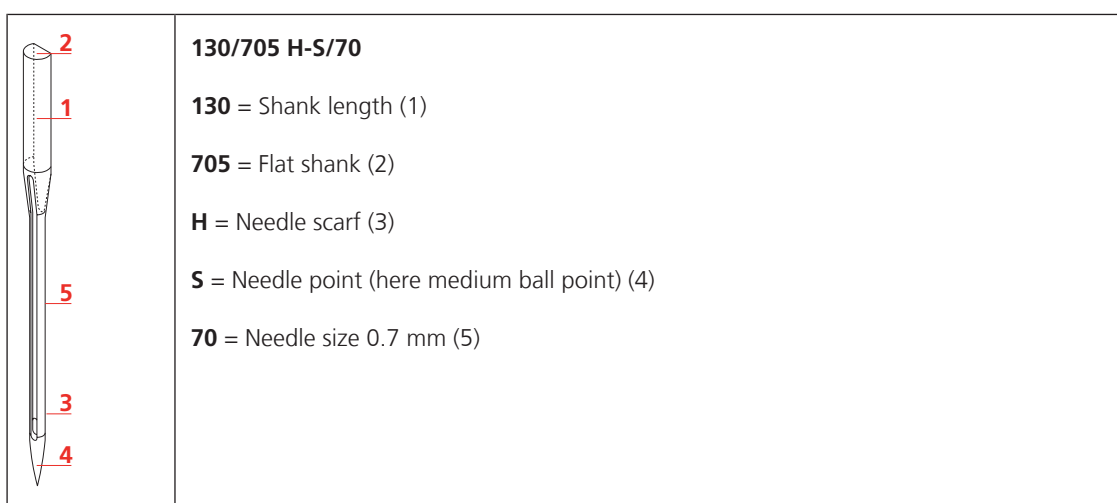 2
1
5
3
4
130/705 H-S/70
130 = Shank length (1)
705 = Flat shank (2)
H = Needle scarf (3)
S = Needle point (here medium ball point) (4)
70 = Needle size 0.7 mm (5)